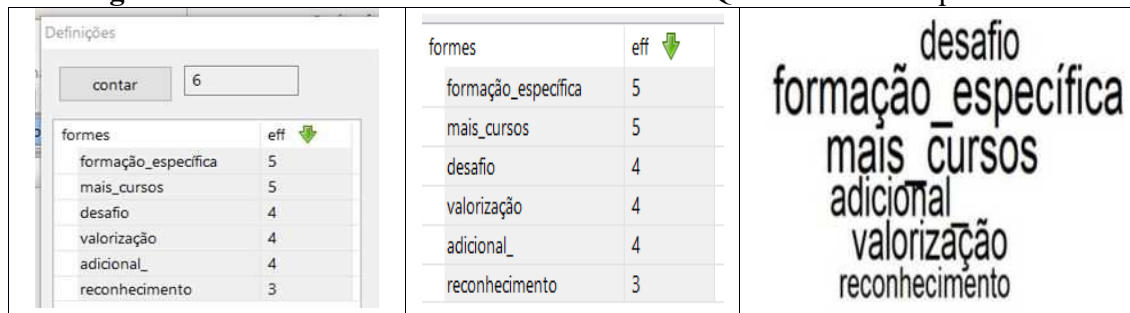 Definições
contar 6
formes eff
formação_específica 5
mais_cursos 5
desafio 4
valorização 4
adicional_ 4
reconhecimento 3
formes eff
formação_específica 5
mais_cursos 5
desafio 4
valorização 4
adicional_ 4
reconhecimento 3
desafio
formação_específica
mais_cursos
adicional_
valorização
reconhecimento